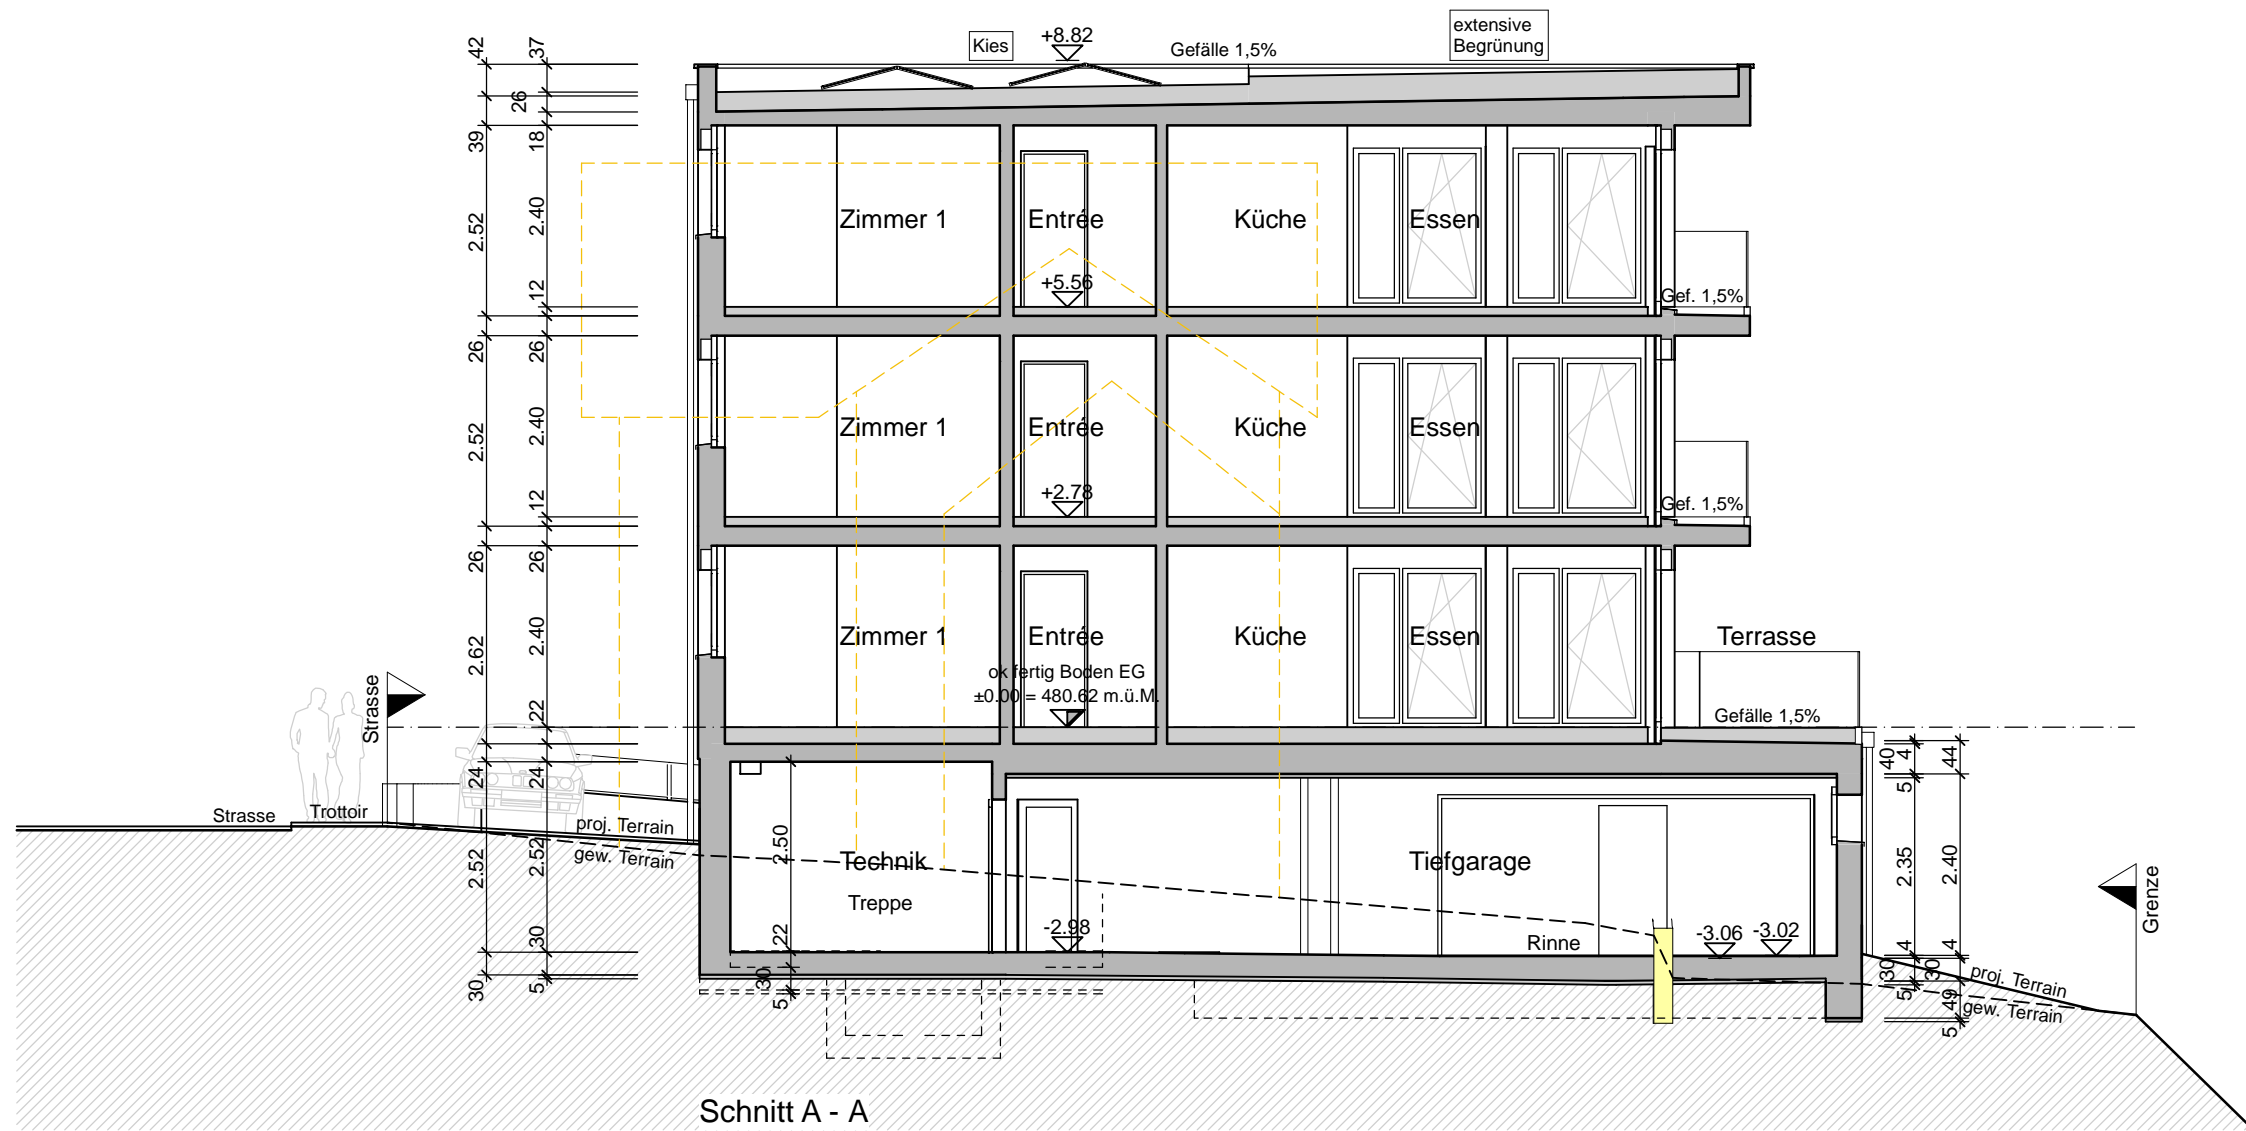 extensive
Begrünung
Kies
+8.82
Gefälle 1,5%
42
37
26
39
18
2.52
2.40
12
Zimmer 1
Entrée
Küche
Essen
+5.56
Gef. 1,5%
26
26
2.52
2.40
12
Zimmer 1
Entrée
Küche
Essen
+2.78
Gef. 1,5%
26
26
2.62
2.40
22
Zimmer 1
Entrée
Küche
Essen
Terrasse
ok fertig Boden EG
±0.00 = 480.62 m.ü.M.
Gefälle 1,5%
Strasse
24
24
2.52
2.52
30
30
5
Strasse
Trottoir
proj. Terrain
gew. Terrain
2.50
22
30
5
Technik
Treppe
-2.98
Tiefgarage
Rinne
-3.06
-3.02
40
4
44
5
2.35
2.40
4
4
30
30
5
49
5
proj. Terrain
gew. Terrain
Grenze
Schnitt A - A